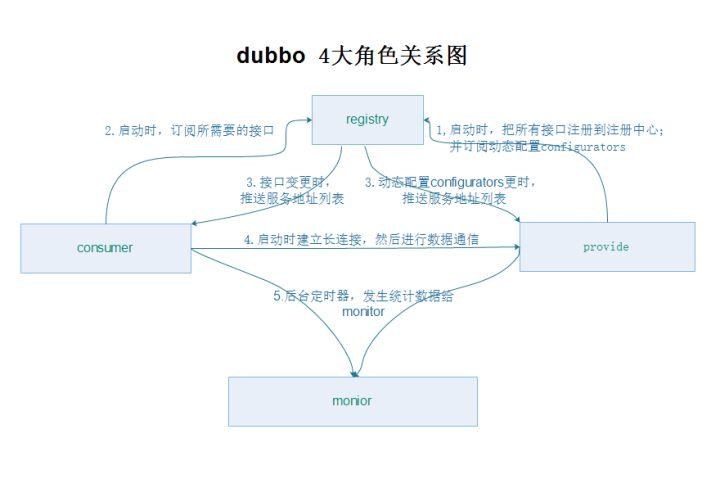 dubbo 4大角色关系图
registry
2.启动时，订阅所需要的接口
1,启动时，把所有接口注册到注册中心；
并订阅动态配置configurators
3.接口变更时，
推送服务地址列表
3.动态配置configurators更时，
推送服务地址列表
consumer
4.启动时建立长连接，然后进行数据通信
provide
5.后台定时器，发生统计数据给
monitor
monior